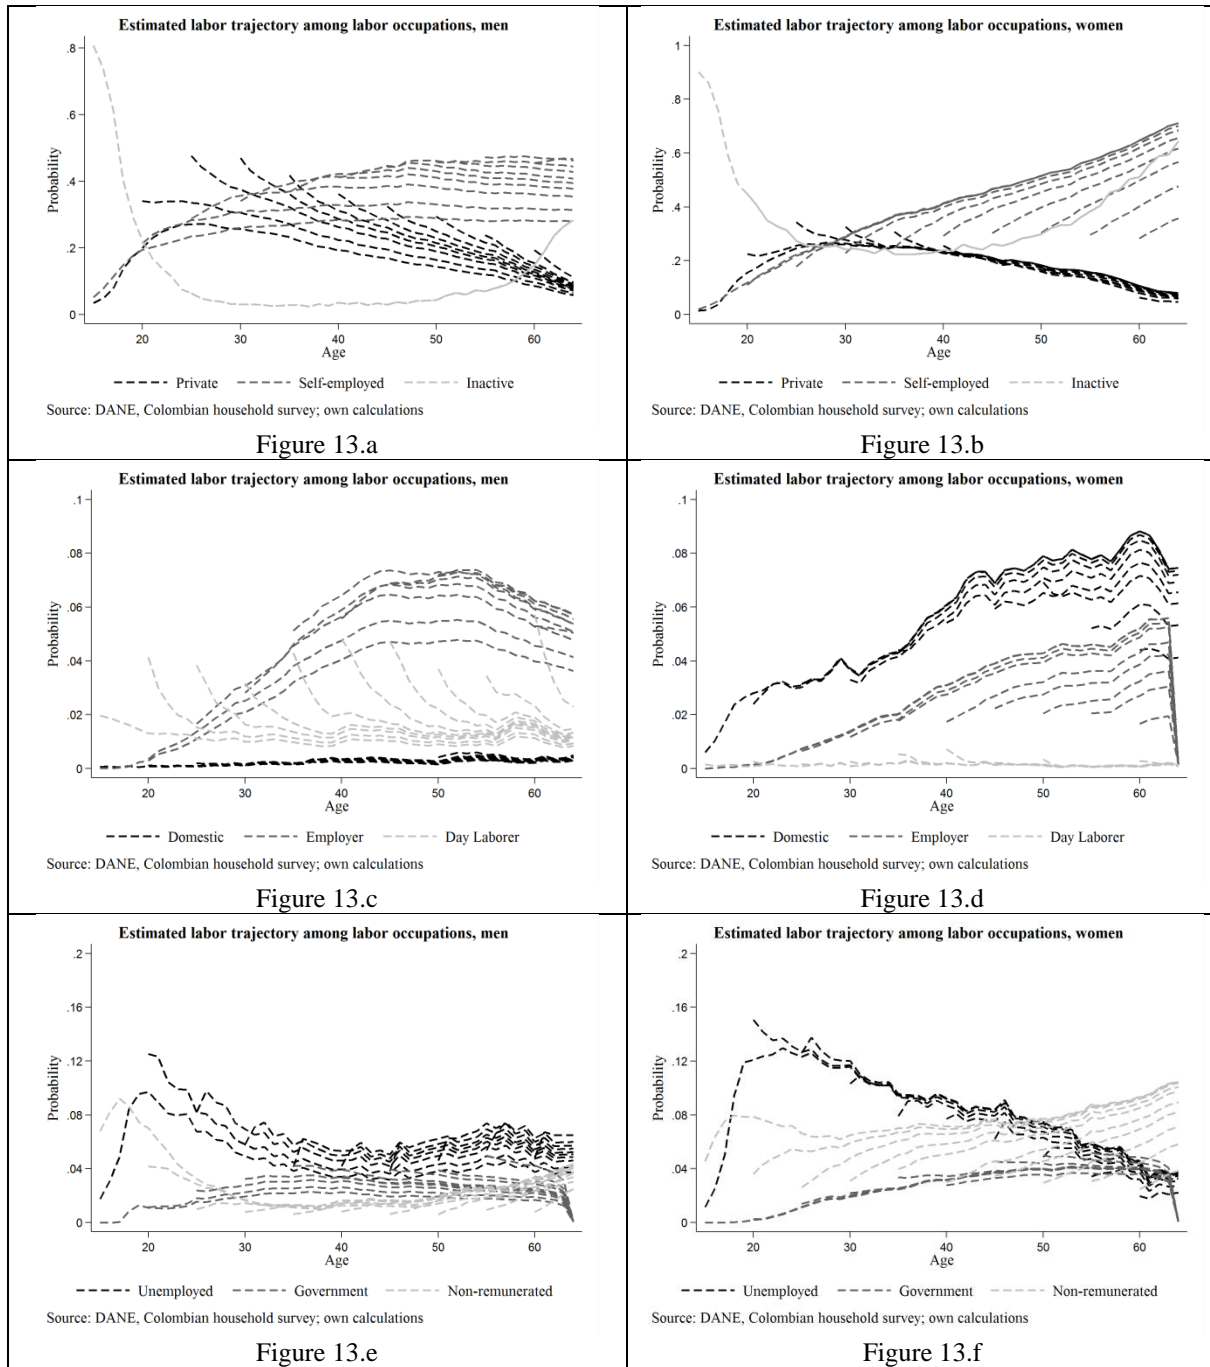 Estimated labor trajectory among labor occupations, men
.8
.6
.4
.2
0
Probability
20 30 40 50 60
Age
Private Self-employed Inactive
Source: DANE, Colombian household survey; own calculations
Figure 13.a
Estimated labor trajectory among labor occupations, women
1
.8
.6
.4
.2
0
Probability
20 30 40 50 60
Age
Private Self-employed Inactive
Source: DANE, Colombian household survey; own calculations
Figure 13.b
Estimated labor trajectory among labor occupations, men
.1
.08
.06
.04
.02
0
Probability
20 30 40 50 60
Age
Domestic Employer Day Laborer
Source: DANE, Colombian household survey; own calculations
Figure 13.c
Estimated labor trajectory among labor occupations, women
.1
.08
.06
.04
.02
0
Probability
20 30 40 50 60
Age
Domestic Employer Day Laborer
Source: DANE, Colombian household survey; own calculations
Figure 13.d
Estimated labor trajectory among labor occupations, men
.2
.16
.12
.08
.04
0
Probability
20 30 40 50 60
Age
Unemployed Government Non-remunerated
Source: DANE, Colombian household survey; own calculations
Figure 13.e
Estimated labor trajectory among labor occupations, women
.2
.16
.12
.08
.04
0
Probability
20 30 40 50 60
Age
Unemployed Government Non-remunerated
Source: DANE, Colombian household survey; own calculations
Figure 13.f